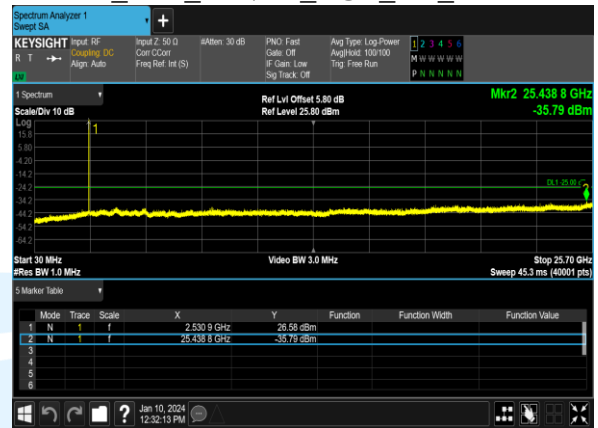 Spectrum Analyzer 1
Swept SA
+
KEYSIGHT
R T
LV
Input: RF
Coupling: DC
Align: Auto
Input Z: 50 Ω
Corr CCorr
Freq Ref: Int (S)
#Atten: 30 dB
PNO: Fast
Gate: Off
IF Gain: Low
Sig Track: Off
Avg Type: Log-Power
Avg|Hold: 100/100
Trig: Free Run
1 2 3 4 5 6
M W W W W W
P N N N N N
1 Spectrum
Scale/Div 10 dB
Ref Lvl Offset 5.80 dB
Ref Level 25.80 dBm
Mkr2 25.438 8 GHz
-35.79 dBm
Log
15.8
5.80
-4.20
-14.2
-24.2
-34.2
-44.2
-54.2
-64.2
1
2
Start 30 MHz
#Res BW 1.0 MHz
Video BW 3.0 MHz
Stop 25.70 GHz
Sweep 45.3 ms (40001 pts)
5 Marker Table
Mode Trace Scale X Y Function Function Width Function Value
1 N 1 f 2.530 9 GHz 26.58 dBm
2 N 1 f 25.438 8 GHz -35.79 dBm
3
4
5
6
?
Jan 10, 2024
12:32:13 PM